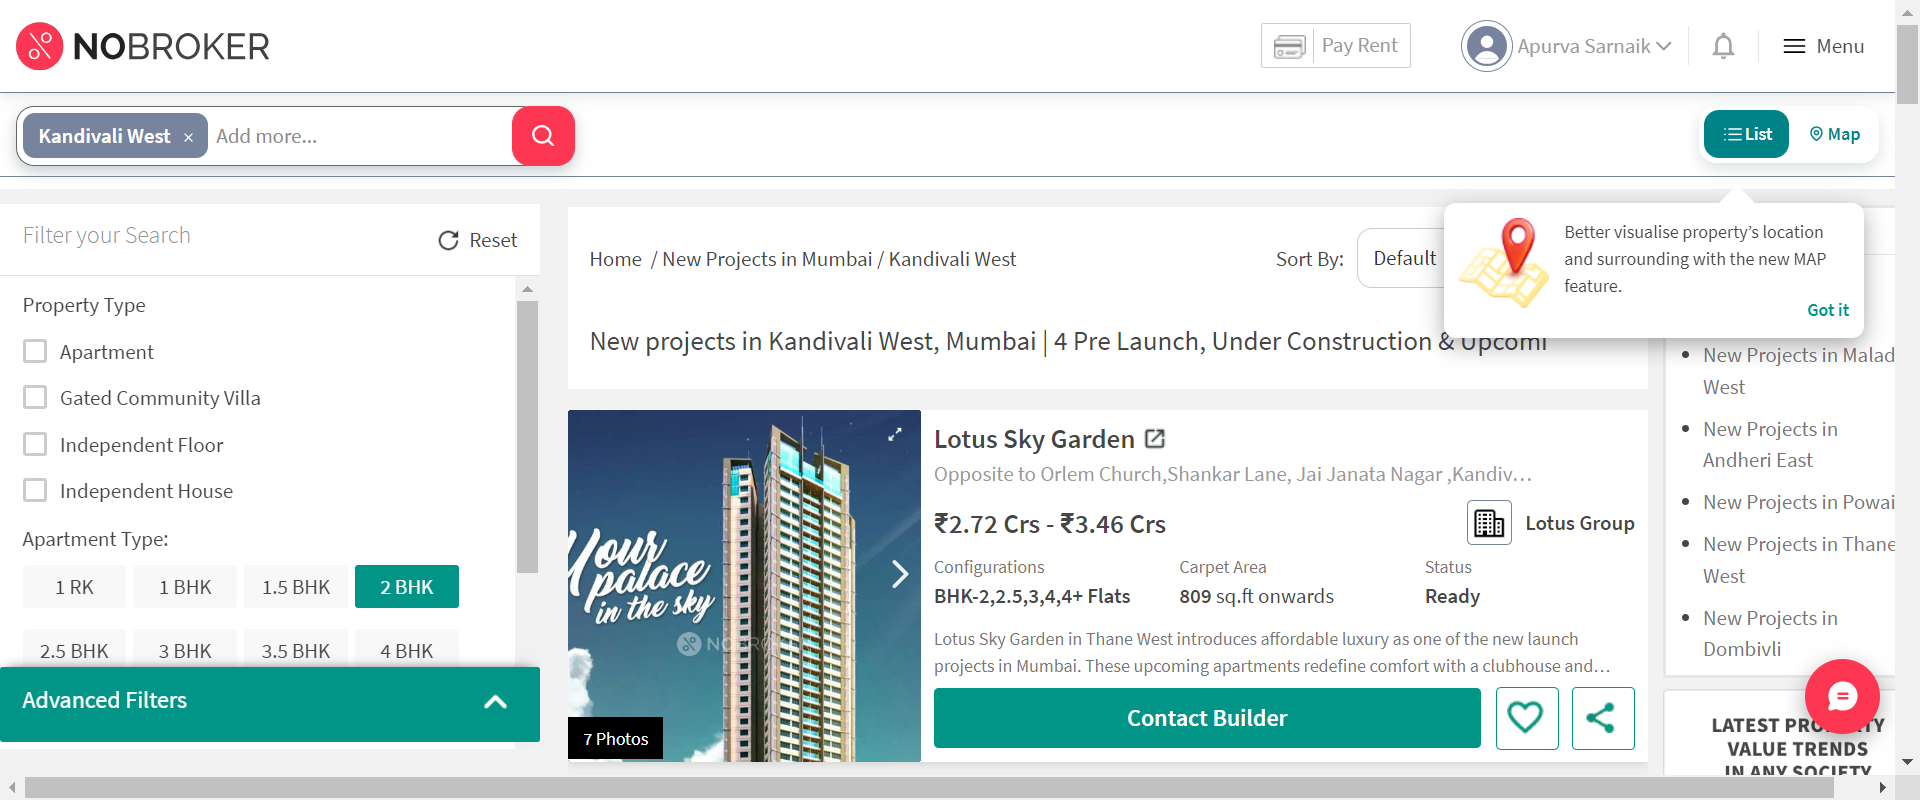 NOBROKER
Pay Rent
Apurva Sarnaik
Menu
Kandivali West ×
Add more...
List
Map
Filter your Search
Reset
Property Type
Apartment
Gated Community Villa
Independent Floor
Independent House
Apartment Type:
1 RK
1 BHK
1.5 BHK
2 BHK
2.5 BHK
3 BHK
3.5 BHK
4 BHK
Advanced Filters
Home / New Projects in Mumbai / Kandivali West
Sort By:
Default
Better visualise property’s location
and surrounding with the new MAP
feature.
Got it
New projects in Kandivali West, Mumbai | 4 Pre Launch, Under Construction & Upcomi
Your
palace
in the sky
NOBRO
7 Photos
Lotus Sky Garden
Opposite to Orlem Church,Shankar Lane, Jai Janata Nagar ,Kandiv...
₹2.72 Crs - ₹3.46 Crs
Lotus Group
Configurations
Carpet Area
Status
BHK-2,2.5,3,4,4+ Flats
809 sq.ft onwards
Ready
Lotus Sky Garden in Thane West introduces affordable luxury as one of the new launch
projects in Mumbai. These upcoming apartments redefine comfort with a clubhouse and...
Contact Builder
New Projects in Malad
West
New Projects in
Andheri East
New Projects in Powai
New Projects in Thane
West
New Projects in
Dombivli
LATEST PROPERTY
VALUE TRENDS
IN ANY SOCIETY